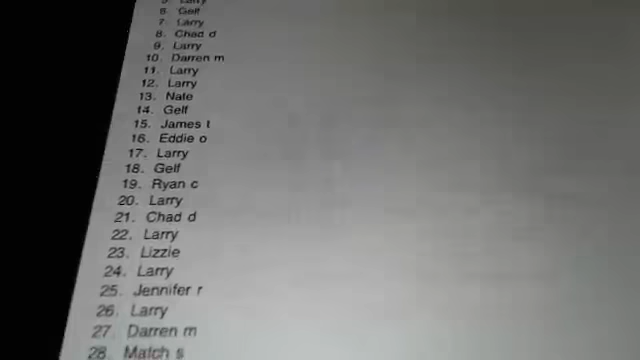 5. Larry
6. Gelf
7. Larry
8. Chad d
9. Larry
10. Darren m
11. Larry
12. Larry
13. Nate
14. Gelf
15. James t
16. Eddie o
17. Larry
18. Gelf
19. Ryan c
20. Larry
21. Chad d
22. Larry
23. Lizzie
24. Larry
25. Jennifer r
26. Larry
27. Darren m
28. Match s